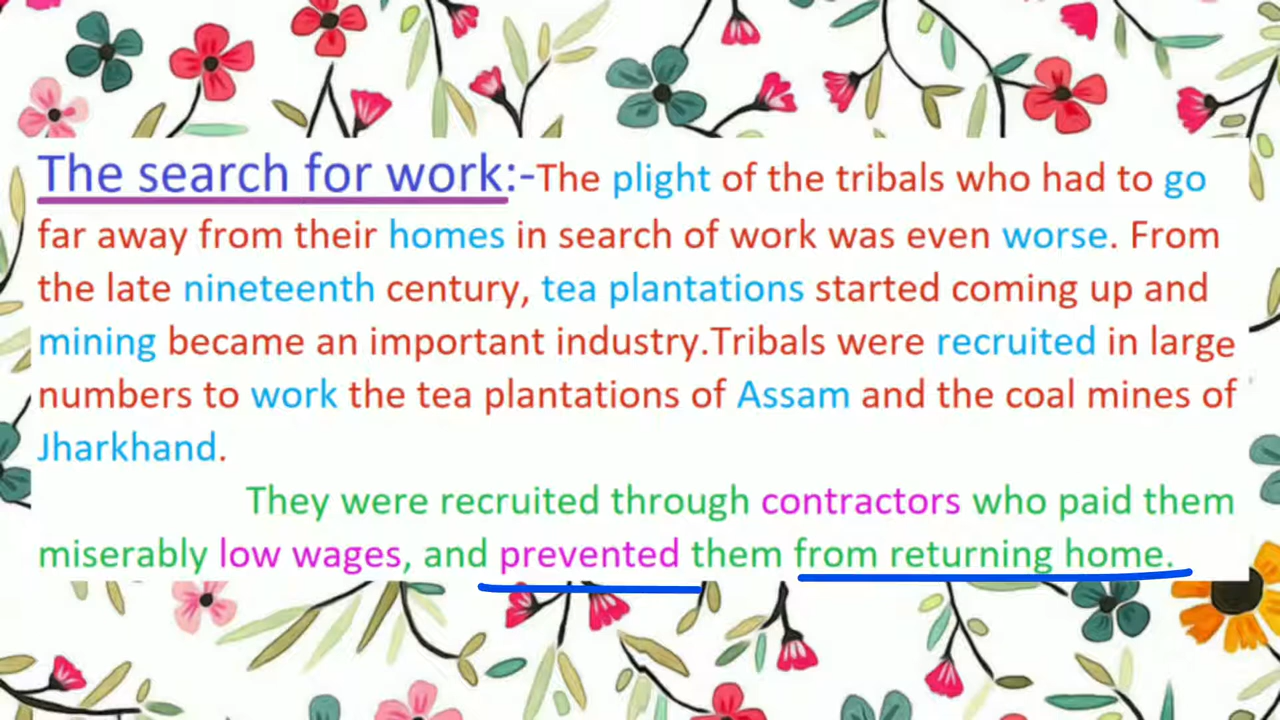 The search for work:-The plight of the tribals who had to go
far away from their homes in search of work was even worse. From
the late nineteenth century, tea plantations started coming up and
mining became an important industry.Tribals were recruited in large
numbers to work the tea plantations of Assam and the coal mines of
Jharkhand.
They were recruited through contractors who paid them
miserably low wages, and prevented them from returning home.